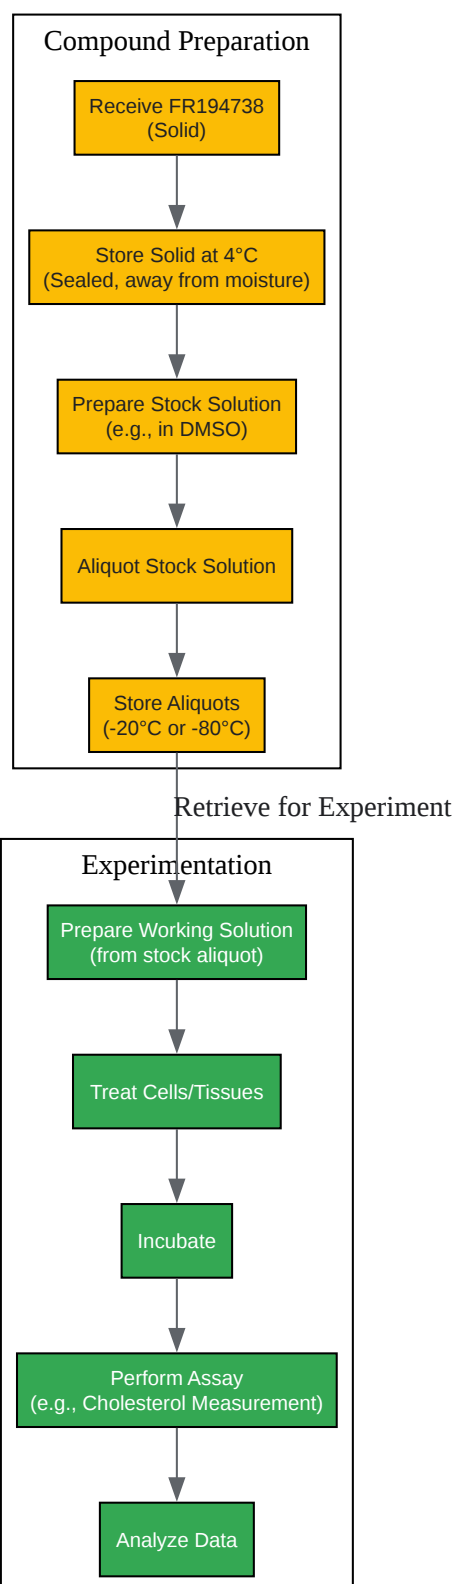 Compound Preparation
Receive FR194738
(Solid)
Store Solid at 4°C
(Sealed, away from moisture)
Prepare Stock Solution
(e.g., in DMSO)
Aliquot Stock Solution
Store Aliquots
(-20°C or -80°C)
Retrieve for Experiment
Experimentation
Prepare Working Solution
(from stock aliquot)
Treat Cells/Tissues
Incubate
Perform Assay
(e.g., Cholesterol Measurement)
Analyze Data